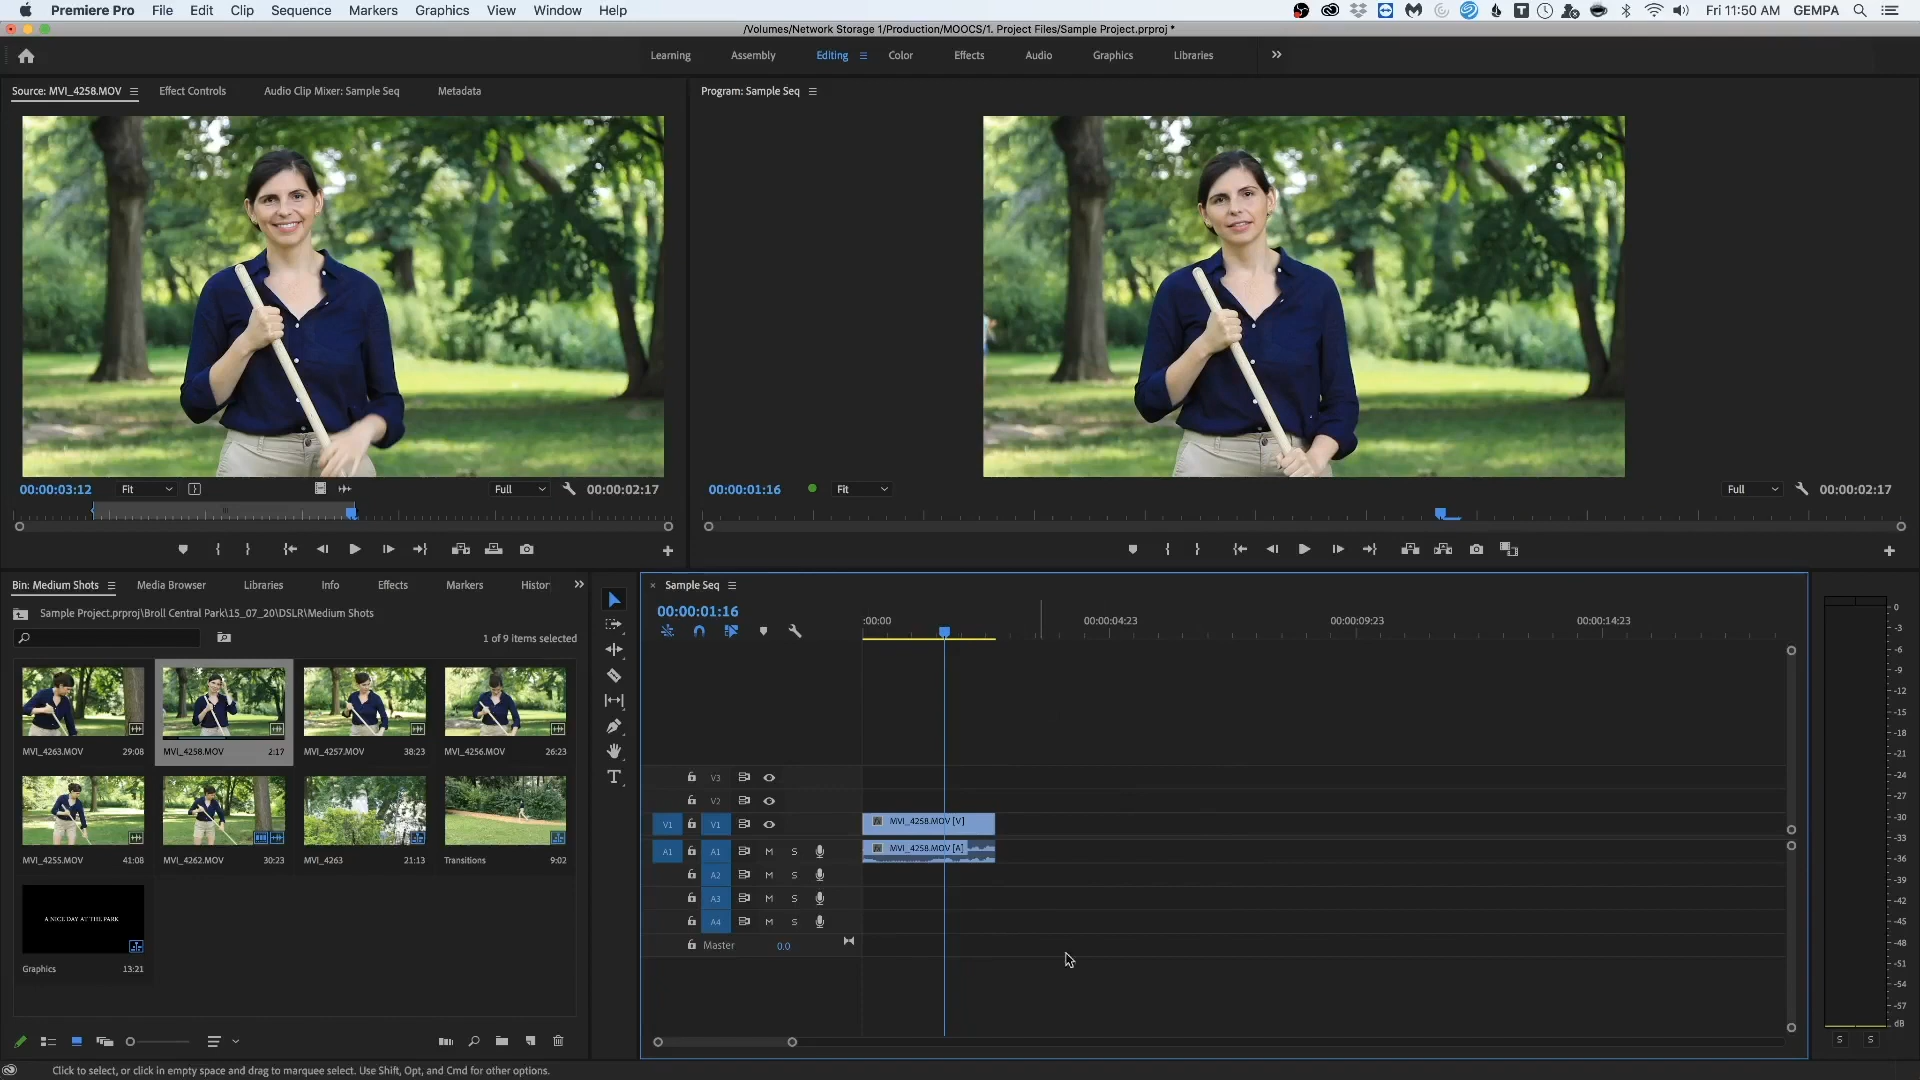 Premiere Pro File Edit Clip Sequence Markers Graphics View Window Help Fri 11:50 AM GEMPA
/Volumes/Network Storage 1/Production/MOOCS/1. Project Files/Sample Project.prproj *
Learning Assembly Editing Color Effects Audio Graphics Libraries
Source: MVI_4258.MOV Effect Controls Audio Clip Mixer: Sample Seq Metadata
Program: Sample Seq
00:00:03:12 Fit Full 00:00:02:17
00:00:01:16 Fit Full 00:00:02:17
Bin: Medium Shots Media Browser Libraries Info Effects Markers Histor
Sample Project.prproj\Broll Central Park\15_07_20\DSLR\Medium Shots
1 of 9 items selected
MVI_4263.MOV 29:08 MVI_4258.MOV 2:17 MVI_4257.MOV 38:23 MVI_4256.MOV 26:23
MVI_4255.MOV 41:08 MVI_4262.MOV 30:23 MVI_4263 21:13 Transitions 9:02
A NICE DAY AT THE PARK
Graphics 13:21
Sample Seq
00:00:01:16
:00:00 00:00:04:23 00:00:09:23 00:00:14:23
V3
V2
V1 V1 MVI_4258.MOV [V]
A1 A1 M S MVI_4258.MOV [A]
A2 M S
A3 M S
A4 M S
Master 0.0
0
-3
-6
-9
-12
-15
-18
-21
-24
-27
-30
-33
-36
-39
-42
-45
-48
-51
-54
-57
dB
S S
Click to select, or click in empty space and drag to marquee select. Use Shift, Opt, and Cmd for other options.